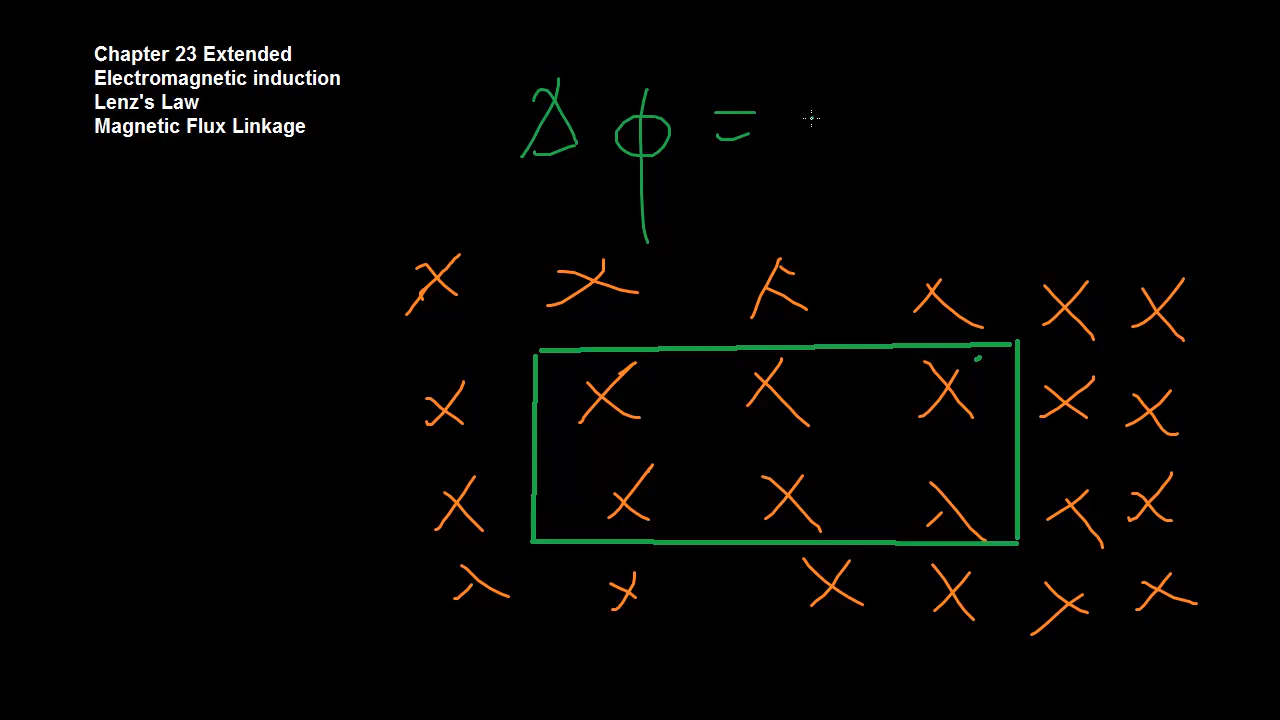 Chapter 23 Extended
Electromagnetic induction
Lenz's Law
Magnetic Flux Linkage
Δ ϕ =
X X X X X X
X X X X X X
X X X X X X
X X X X X X